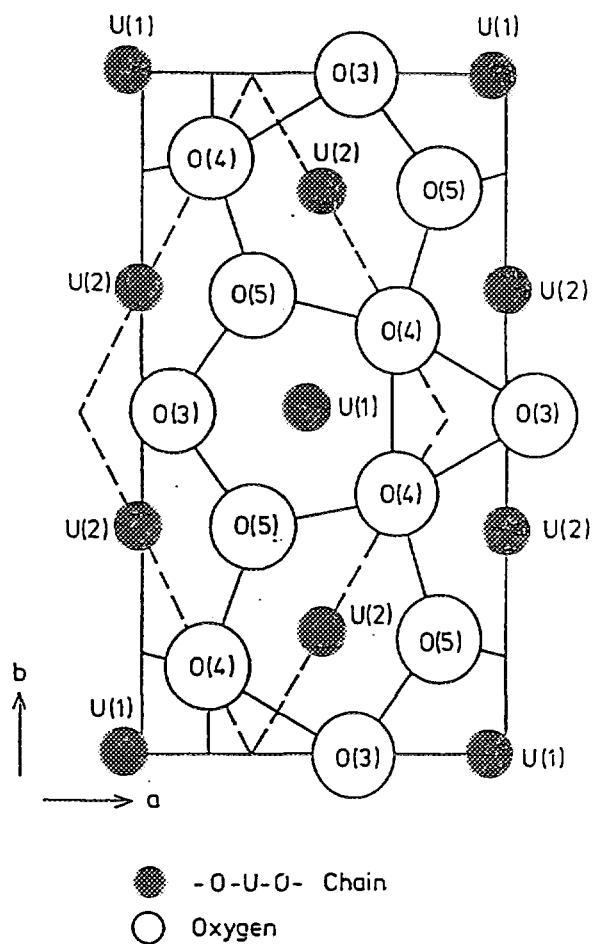 U(1) U(1)
O(3)
O(4) U(2) O(5)
U(2) O(5) O(4) U(2)
O(3) U(1) O(3)
U(2) O(5) O(4) U(2)
O(4) U(2) O(5)
b
U(1) O(3) U(1)
a
-O-U-O- Chain
Oxygen